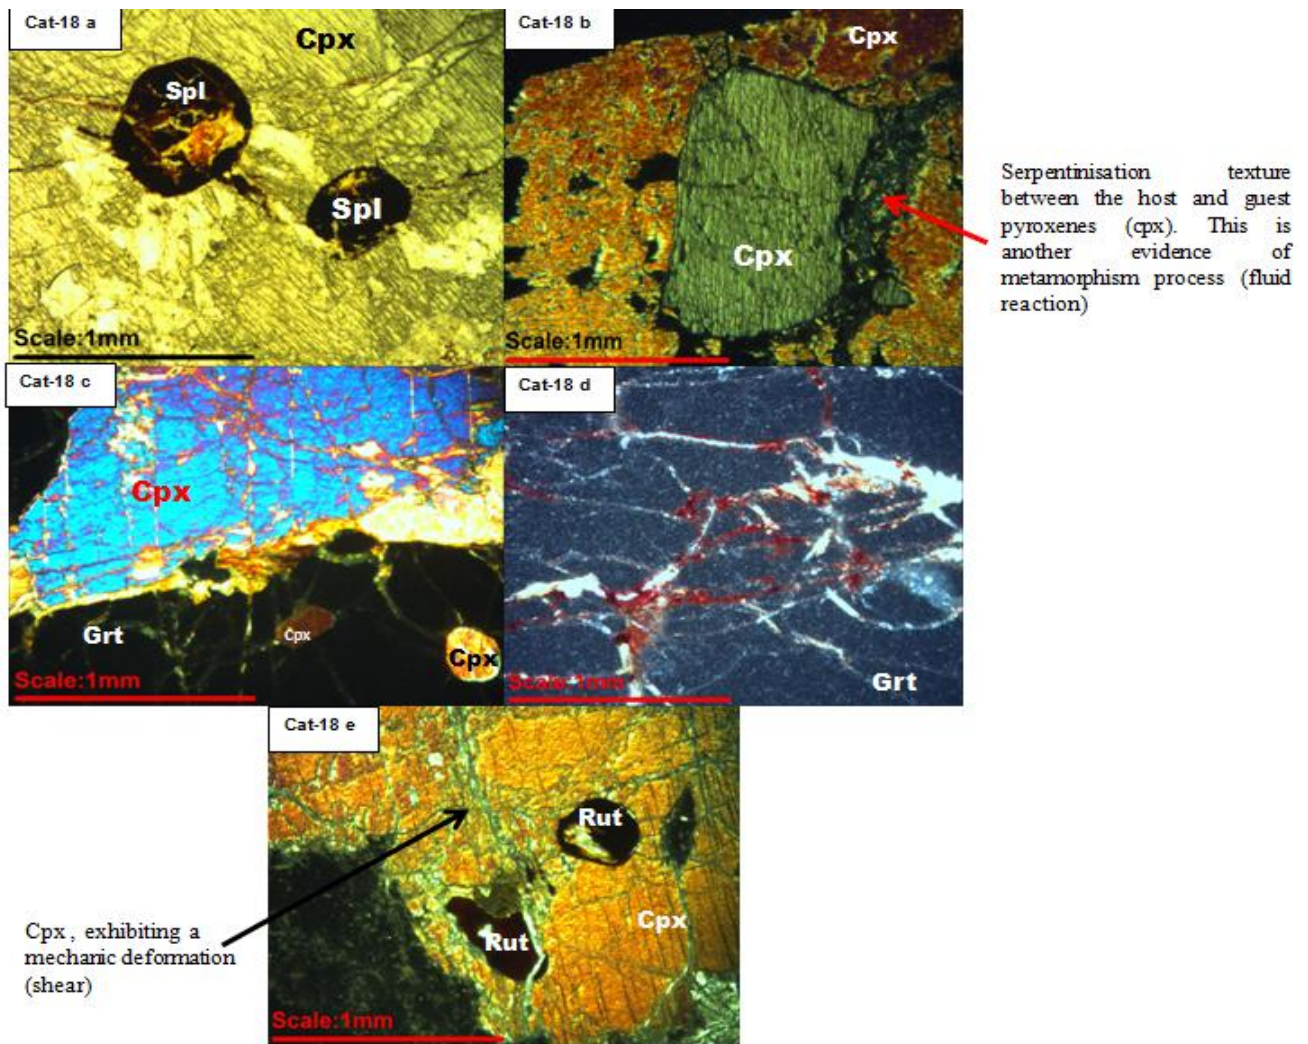 Cat-18 a
Cpx
Spl
Spl
Scale:1mm
Cat-18 b
Cpx
Cpx
Scale:1mm
Serpentinisation texture
between the host and guest
pyroxenes (cpx). This is
another evidence of
metamorphism process (fluid
reaction)
Cat-18 c
Cpx
Grt
Cpx
Cpx
Scale:1mm
Cat-18 d
Grt
Scale:1mm
Cat-18 e
Rut
Rut
Cpx
Scale:1mm
Cpx , exhibiting a
mechanic deformation
(shear)